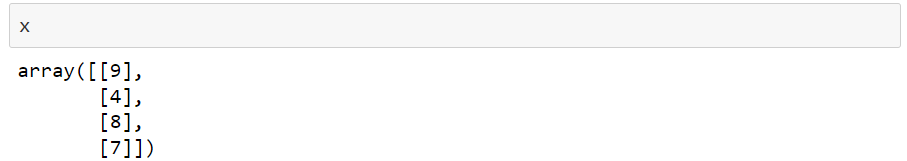 x
array([[9],
       [4],
       [8],
       [7]])